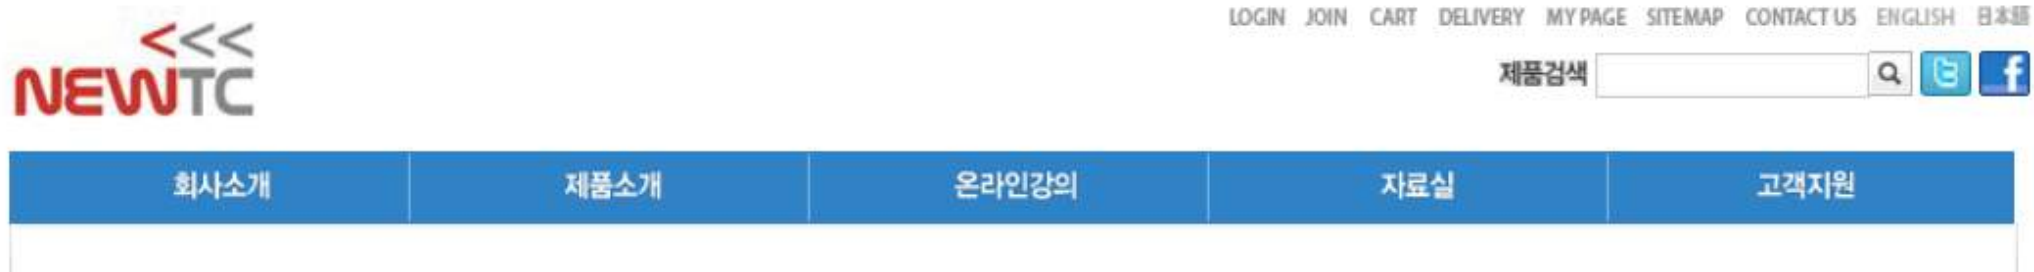 <<<
NEWTC
LOGIN JOIN CART DELIVERY MY PAGE SITEMAP CONTACT US ENGLISH 日本語
제품검색
회사소개 제품소개 온라인강의 자료실 고객지원